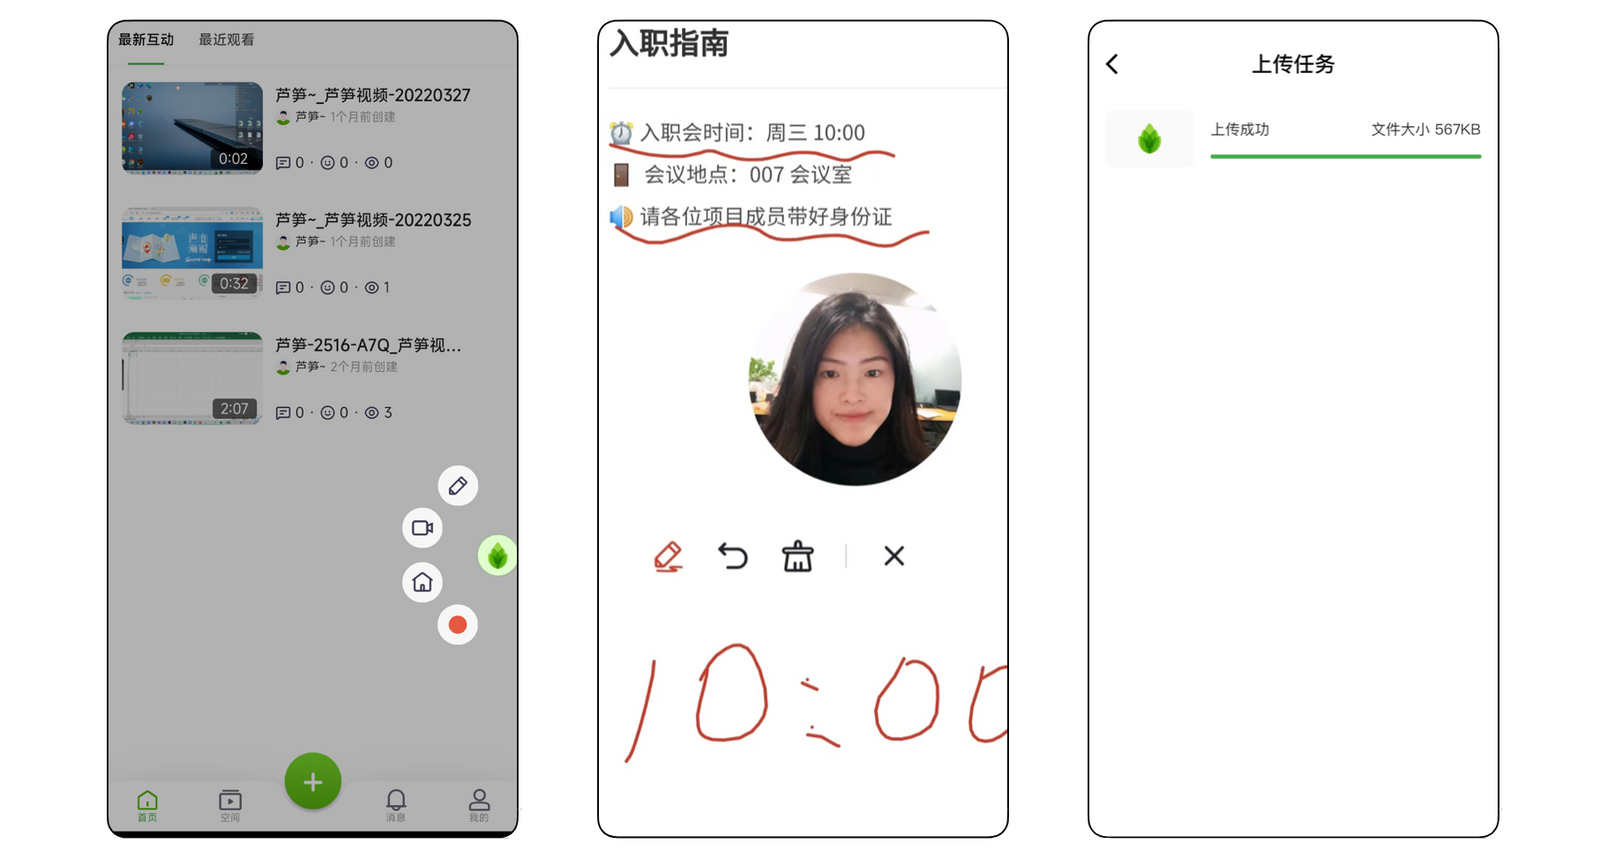 最新互动 最近观看
芦笋~_芦笋视频-20220327
芦笋~ 1个月前创建
0:02
0 · 0 · 0
芦笋~_芦笋视频-20220325
芦笋~ 1个月前创建
0:32
0 · 0 · 1
芦笋-2516-A7Q_芦笋视...
芦笋~ 2个月前创建
2:07
0 · 0 · 3
首页 空间 消息 我的
入职指南
入职会时间：周三 10:00
会议地点：007 会议室
请各位项目成员带好身份证
10:00
上传任务
上传成功 文件大小 567KB